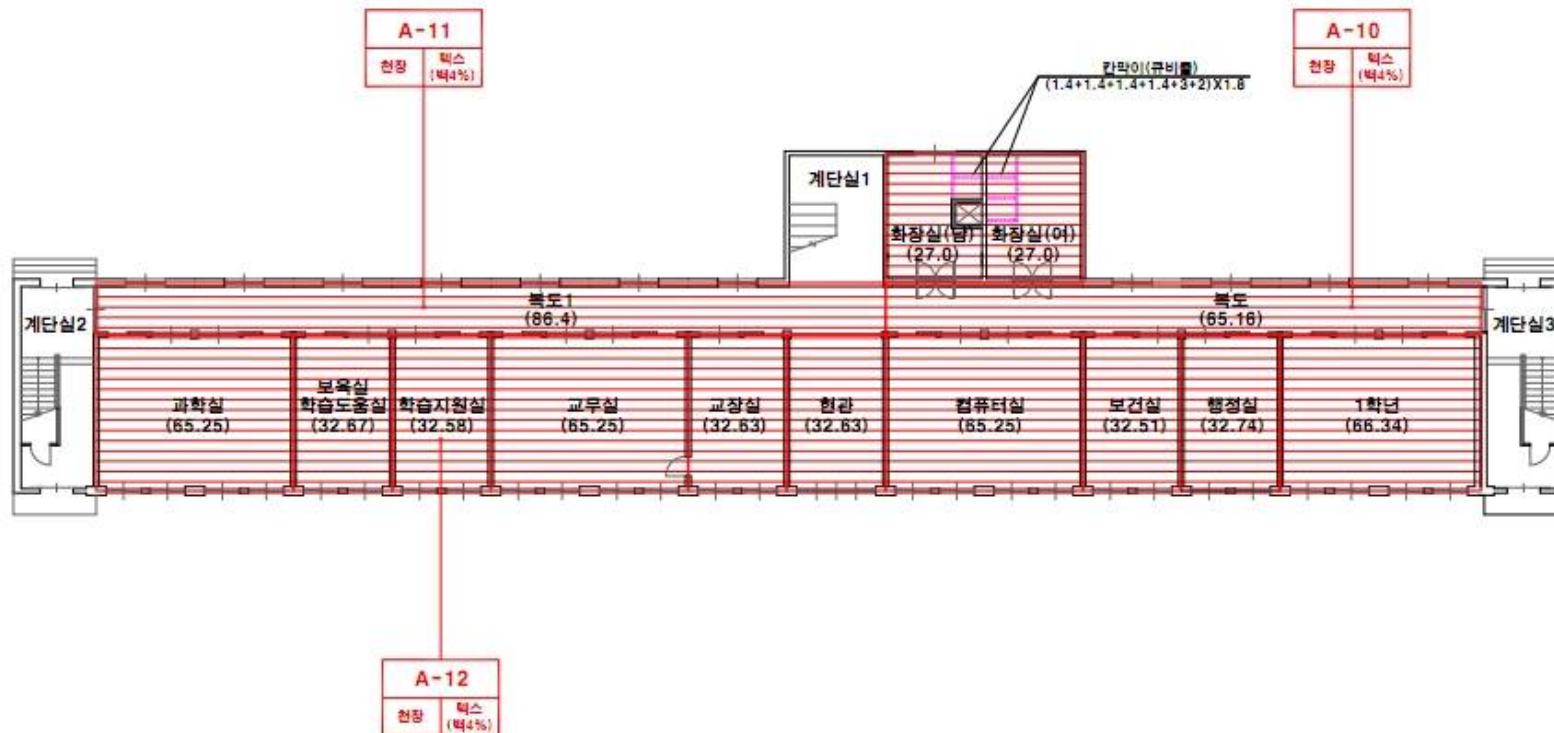 A-11
천장 텍스
(백4%)
A-10
천장 텍스
(백4%)
칸막이(큐비클)
(1.4+1.4+1.4+1.4+3+2)X1.8
계단실1
화장실(남)
(27.0)
화장실(여)
(27.0)
계단실2
복도1
(86.4)
복도
(65.16)
계단실3
과학실
(65.25)
보육실
학습도움실
(32.67)
학습지원실
(32.58)
교무실
(65.25)
교장실
(32.63)
현관
(32.63)
컴퓨터실
(65.25)
보건실
(32.51)
행정실
(32.74)
1학년
(66.34)
A-12
천장 텍스
(백4%)